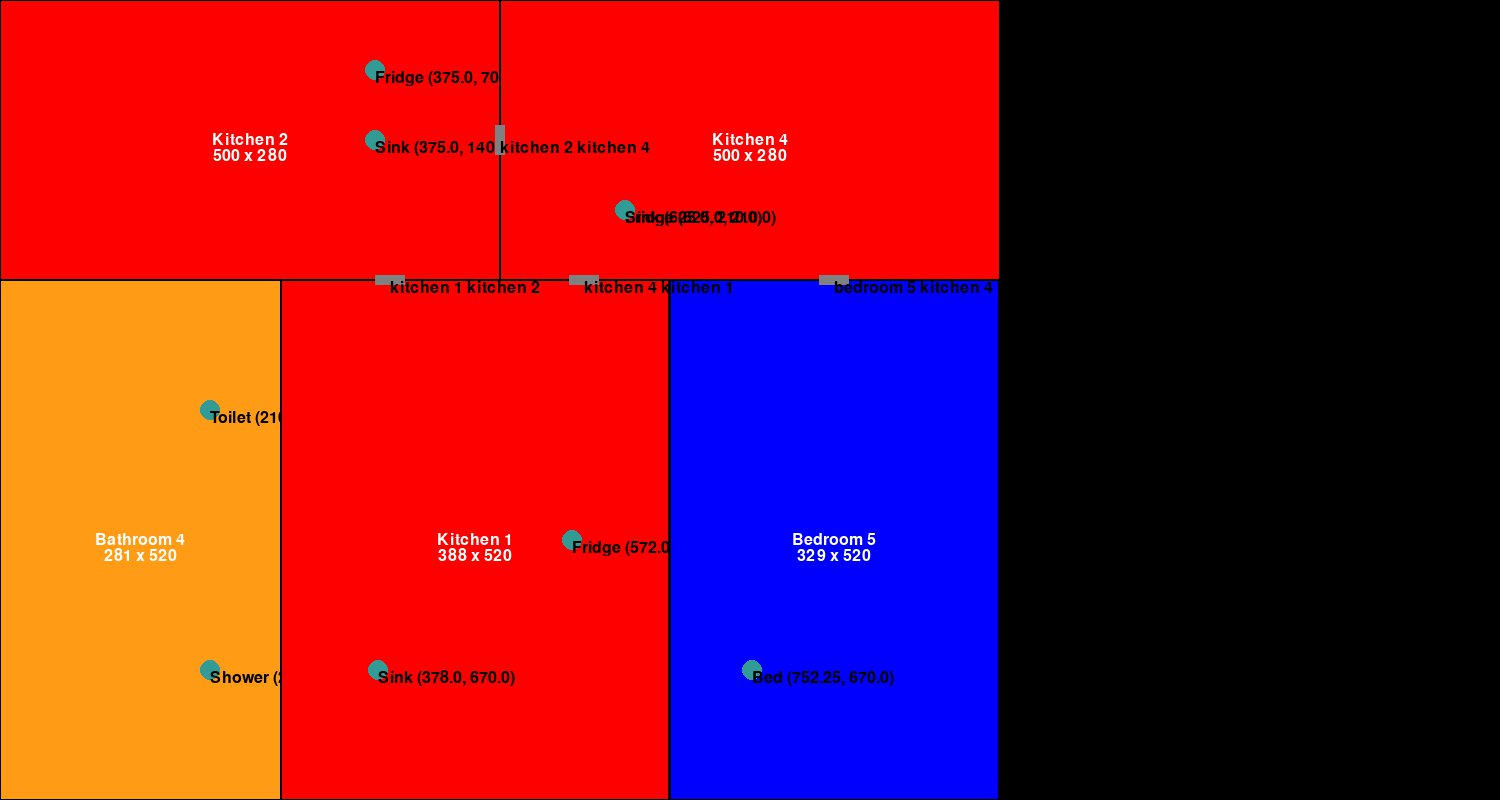 Fridge (375.0, 70
Kitchen 2
500 x 280
Sink (375.0, 140
kitchen 2 kitchen 4
Kitchen 4
500 x 280
kitchen 1 kitchen 2
kitchen 4 kitchen 1
bedroom 5 kitchen 4
Toilet (210
Bathroom 4
281 x 520
Kitchen 1
388 x 520
Fridge (572.0
Bedroom 5
329 x 520
Shower (2
Sink (378.0, 670.0)
Bed (752.25, 670.0)